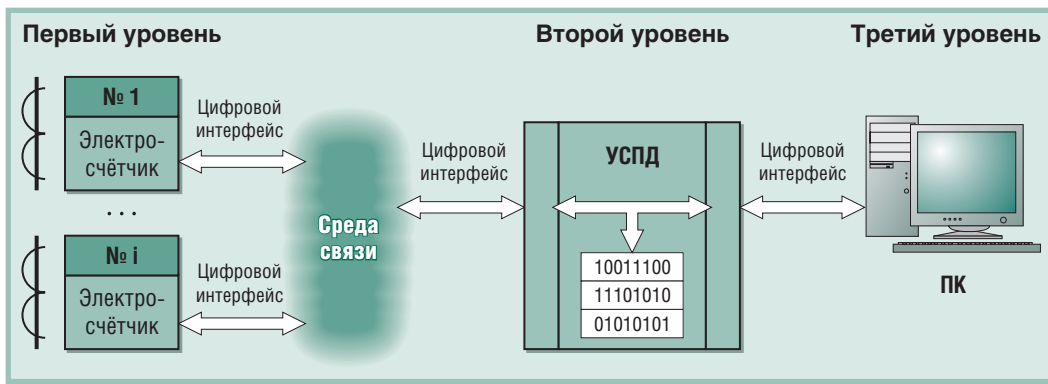 Первый уровень
Второй уровень
Третий уровень
№ 1
Электро-
счётчик
Цифровой
интерфейс
. . .
№ i
Электро-
счётчик
Цифровой
интерфейс
Среда
связи
Цифровой
интерфейс
УСПД
10011100
11101010
01010101
Цифровой
интерфейс
ПК